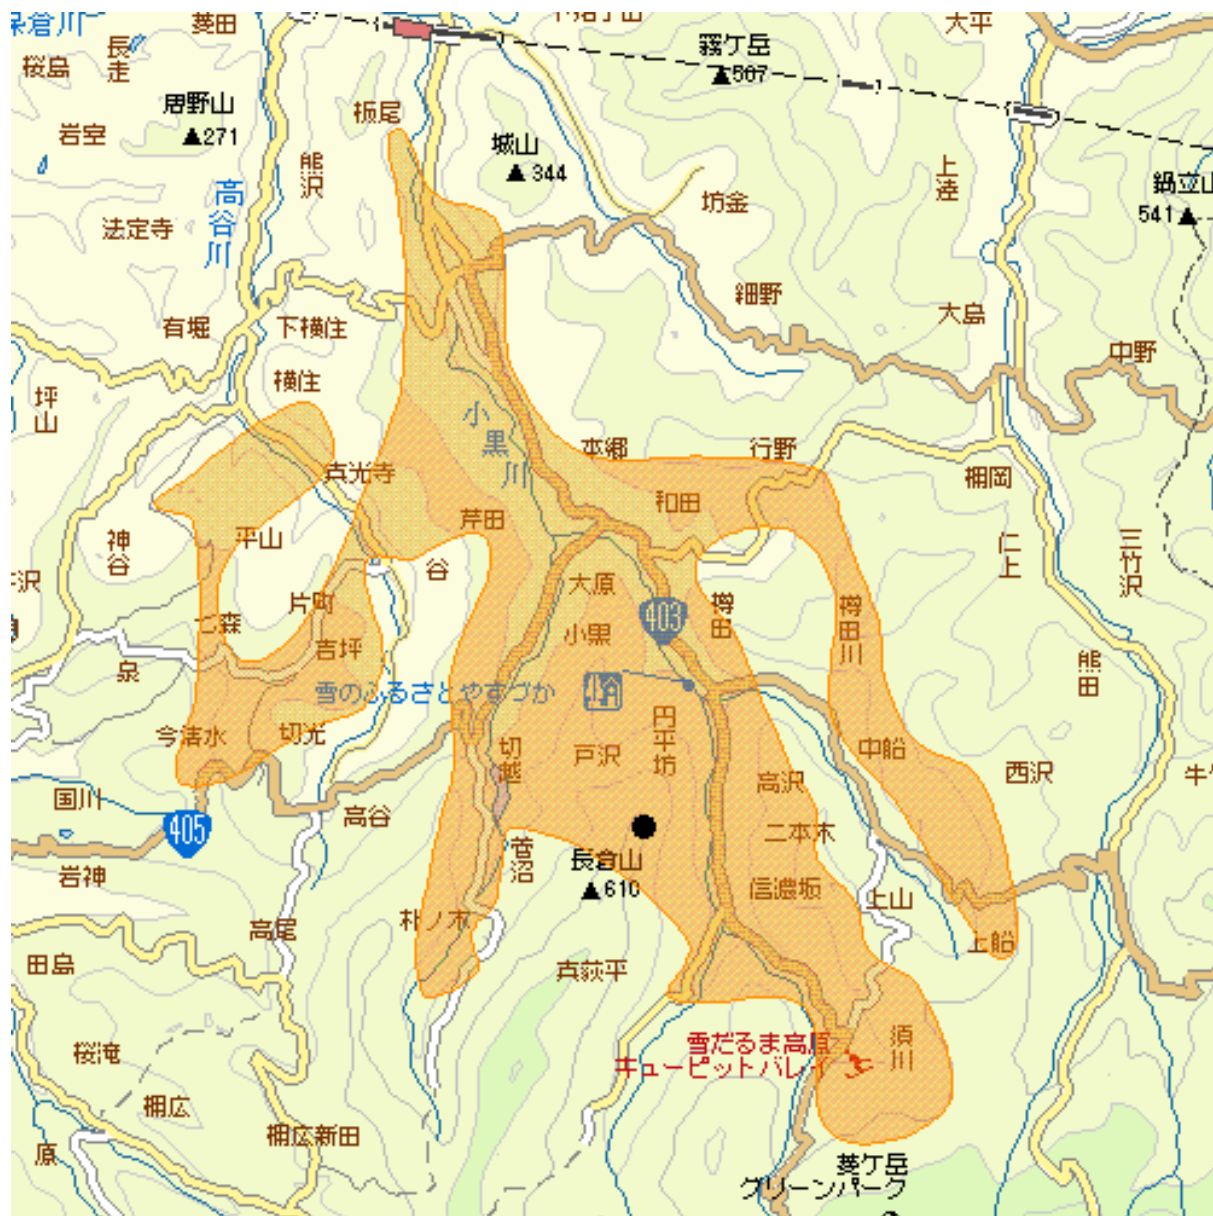 保倉川
菱田
長走
桜島
居野山
▲271
岩室
板尾
熊沢
城山
▲344
霧ケ岳
▲507
大平
上達
鍋立山
541▲
高谷川
法定寺
坊金
細野
大島
中野
有堀
下横住
横住
坪山
小黒川
本郷
行野
真光寺
和田
棚岡
芹田
神谷
平山
谷
仁上
三竹沢
大原
片町
小黒
403
樽田
樽田川
七森
吉坪
泉
熊田
雪のふるさとやすづか
円平坊
今清水
切光
切越
戸沢
中船
西沢
高沢
国川
405
高谷
二本木
菅沼
長倉山
▲610
岩神
信濃坂
上山
朴ノ木
高尾
上船
田島
真荻平
須川
雪だるま高原
キューピットバレイ
桜滝
棚広
棚広新田
原
菱ケ岳
グリーンパーク